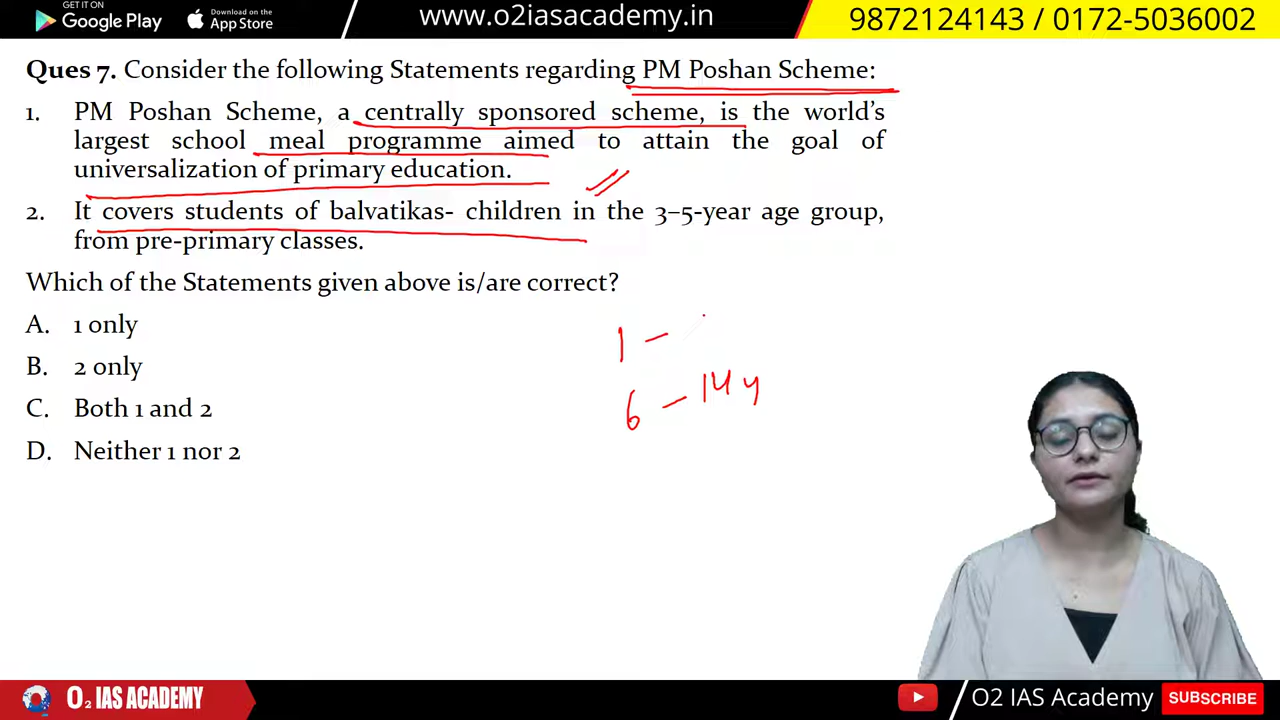 GET IT ON
Google Play
Download on the
App Store
www.o2iasacademy.in
9872124143 / 0172-5036002
Ques 7. Consider the following Statements regarding PM Poshan Scheme:
1. PM Poshan Scheme, a centrally sponsored scheme, is the world's
largest school meal programme aimed to attain the goal of
universalization of primary education.
2. It covers students of balvatikas- children in the 3–5-year age group,
from pre-primary classes.
Which of the Statements given above is/are correct?
A. 1 only
B. 2 only
C. Both 1 and 2
D. Neither 1 nor 2
1 –
6 – 14 y
O2 IAS ACADEMY
O2 IAS Academy
SUBSCRIBE